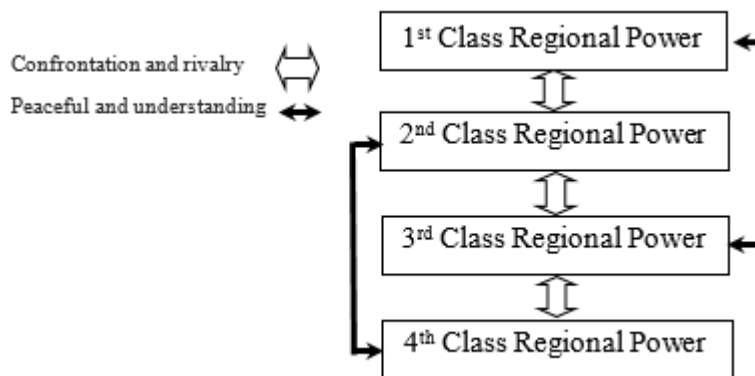 1st Class Regional Power
Confrontation and rivalry
Peaceful and understanding
2nd Class Regional Power
3rd Class Regional Power
4th Class Regional Power